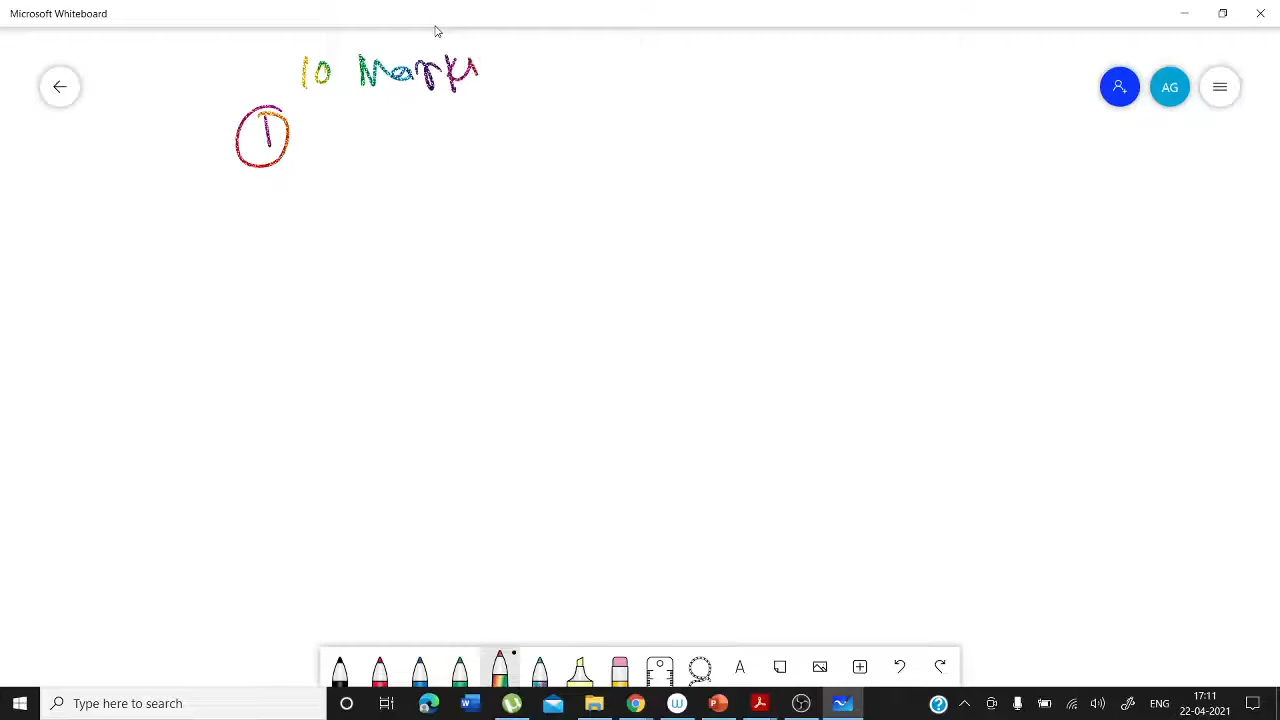 Microsoft Whiteboard
10 Marks
1
AG
A
Type here to search
ENG
17:11
22-04-2021